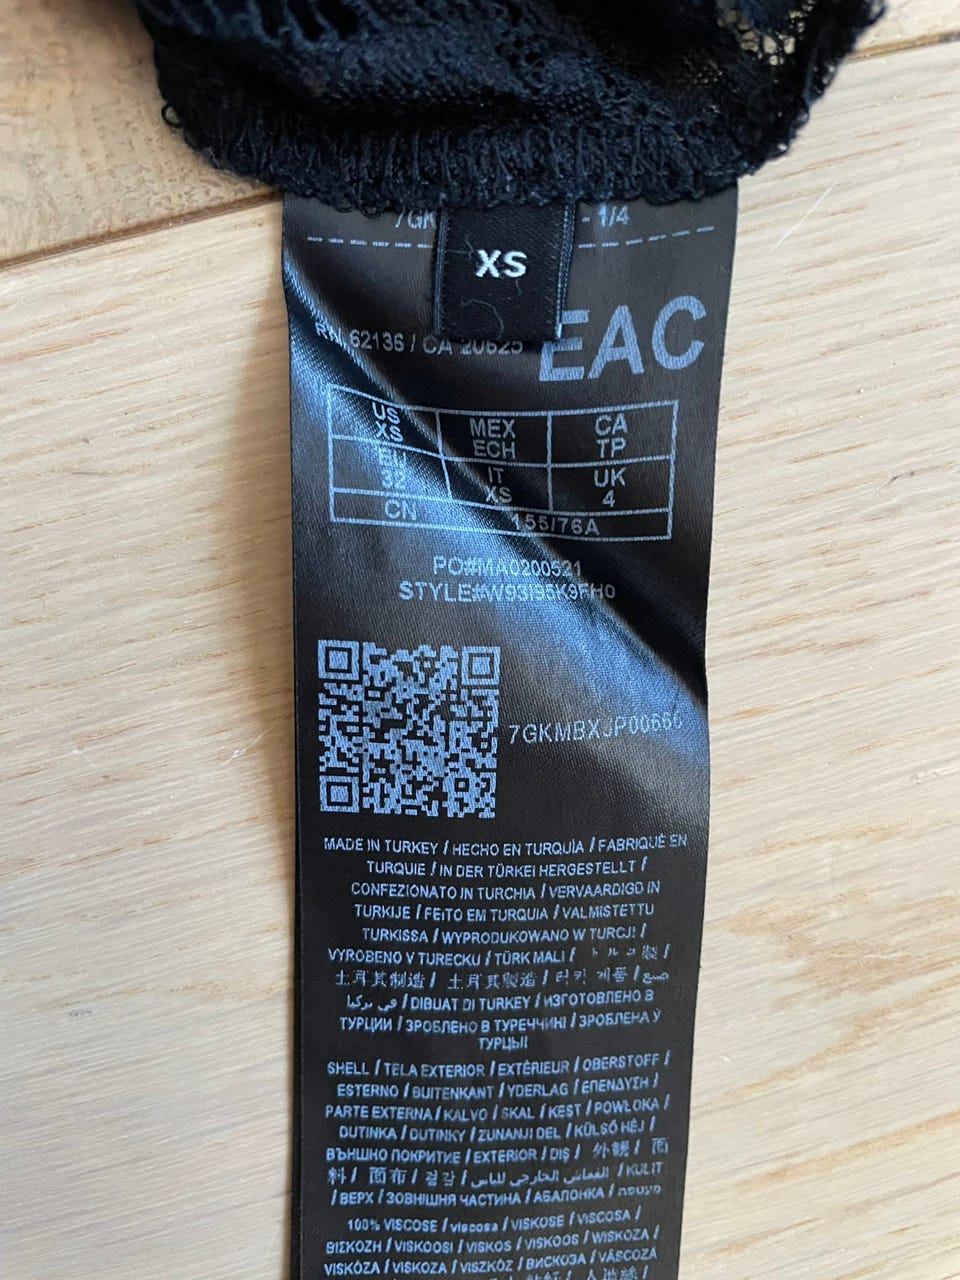 7GK - 1/4
XS
RN 62136 / CA 20625
EAC
US MEX CA
XS ECH TP
EU IT UK
32 XS 4
CN 155/76A
PO#MA0200521
STYLE#W93I95K9FH0
7GKMBXJP00666
MADE IN TURKEY / HECHO EN TURQUÍA / FABRIQUÉ EN
TURQUIE / IN DER TÜRKEI HERGESTELLT /
CONFEZIONATO IN TURCHIA / VERVAARDIGD IN
TURKIJE / FEITO EM TURQUIA / VALMISTETTU
TURKISSA / WYPRODUKOWANO W TURCJI /
VYROBENO V TURECKU / TÜRK MALI / トルコ製 /
土耳其制造 / 土耳其製造 / 터키 제품 / صنع
في تركيا / DIBUAT DI TURKEY / ИЗГОТОВЛЕНО В
ТУРЦИИ / ЗРОБЛЕНО В ТУРЕЧЧИНІ / ЗРОБЛЕНА Ў
ТУРЦЫІ
SHELL / TELA EXTERIOR / EXTÉRIEUR / OBERSTOFF /
ESTERNO / BUITENKANT / YDERLAG / ΕΠΕΝΔΥΣΗ /
PARTE EXTERNA / KALVO / SKAL / KEST / POWŁOKA /
DUTINKA / DUTINKY / ZUNANJI DEL / KÜLSŐ HÉJ /
ВЪНШНО ПОКРИТИЕ / EXTERIOR / DIŞ / 外観 / 面
料 / 面布 / 겉감 / القماش الخارجي للباس / KULIT
/ ВЕРХ / ЗОВНІШНЯ ЧАСТИНА / АБАЛОНКА / מעטפת
100% VISCOSE / viscosa / VISKOSE / VISCOSA /
ΒΙΣΚΟΖΗ / VISKOOSI / VISKOS / VISKOOS / WISKOZA /
VISKÓZA / VISKOZA / VISZKÓZ / ВИСКОЗА / VÂSCOZĂ